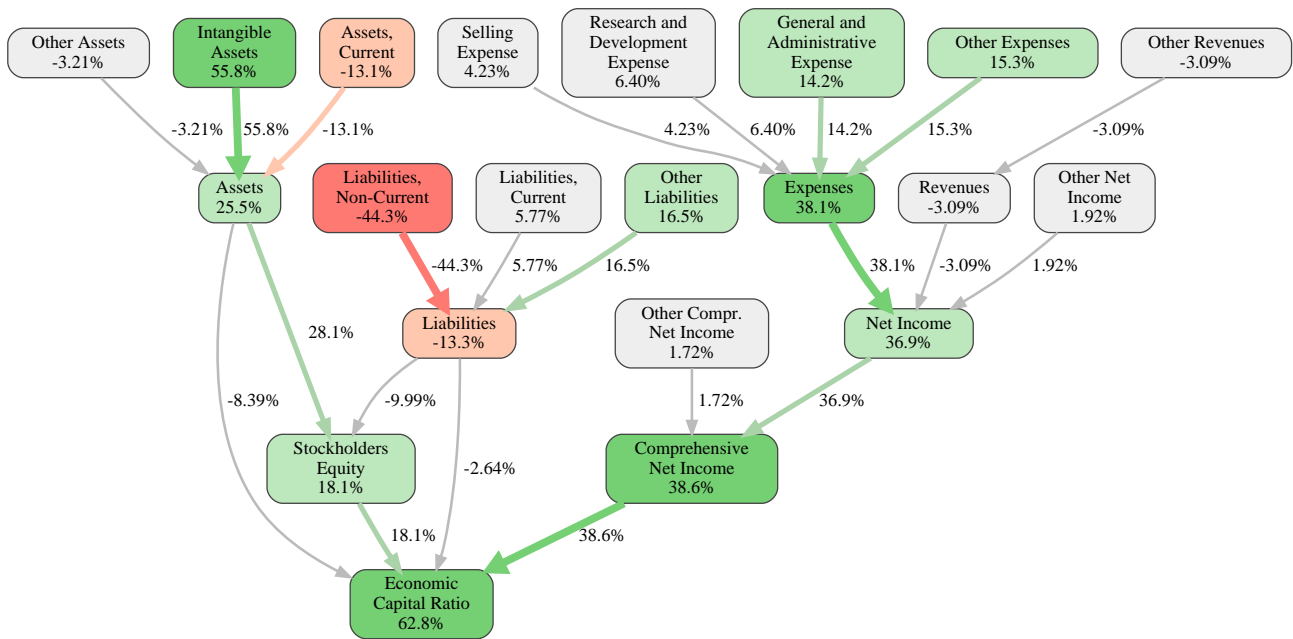 Other Assets
-3.21%
Intangible
Assets
55.8%
Assets,
Current
-13.1%
Selling
Expense
4.23%
Research and
Development
Expense
6.40%
General and
Administrative
Expense
14.2%
Other Expenses
15.3%
Other Revenues
-3.09%
-3.21%
55.8%
-13.1%
4.23%
6.40%
14.2%
15.3%
-3.09%
Assets
25.5%
Liabilities,
Non-Current
-44.3%
Liabilities,
Current
5.77%
Other
Liabilities
16.5%
Expenses
38.1%
Revenues
-3.09%
Other Net
Income
1.92%
-44.3%
5.77%
16.5%
38.1%
-3.09%
1.92%
28.1%
Liabilities
-13.3%
Other Compr.
Net Income
1.72%
Net Income
36.9%
-8.39%
-9.99%
1.72%
36.9%
Stockholders
Equity
18.1%
-2.64%
Comprehensive
Net Income
38.6%
18.1%
38.6%
Economic
Capital Ratio
62.8%